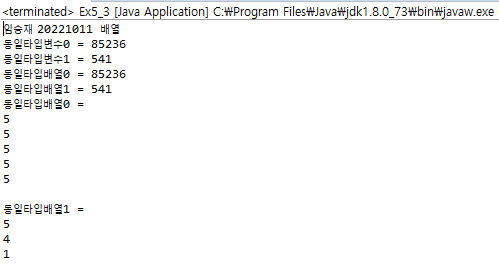 <terminated> Ex5_3 [Java Application] C:₩Program Files₩Java₩jdk1.8.0_73₩bin₩javaw.exe
임승재 20221011 배열
동일타입변수0 = 85236
동일타입변수1 = 541
동일타입배열0 = 85236
동일타입배열1 = 541
동일타입배열0 =
5
5
5
5
5
동일타입배열1 =
5
4
1